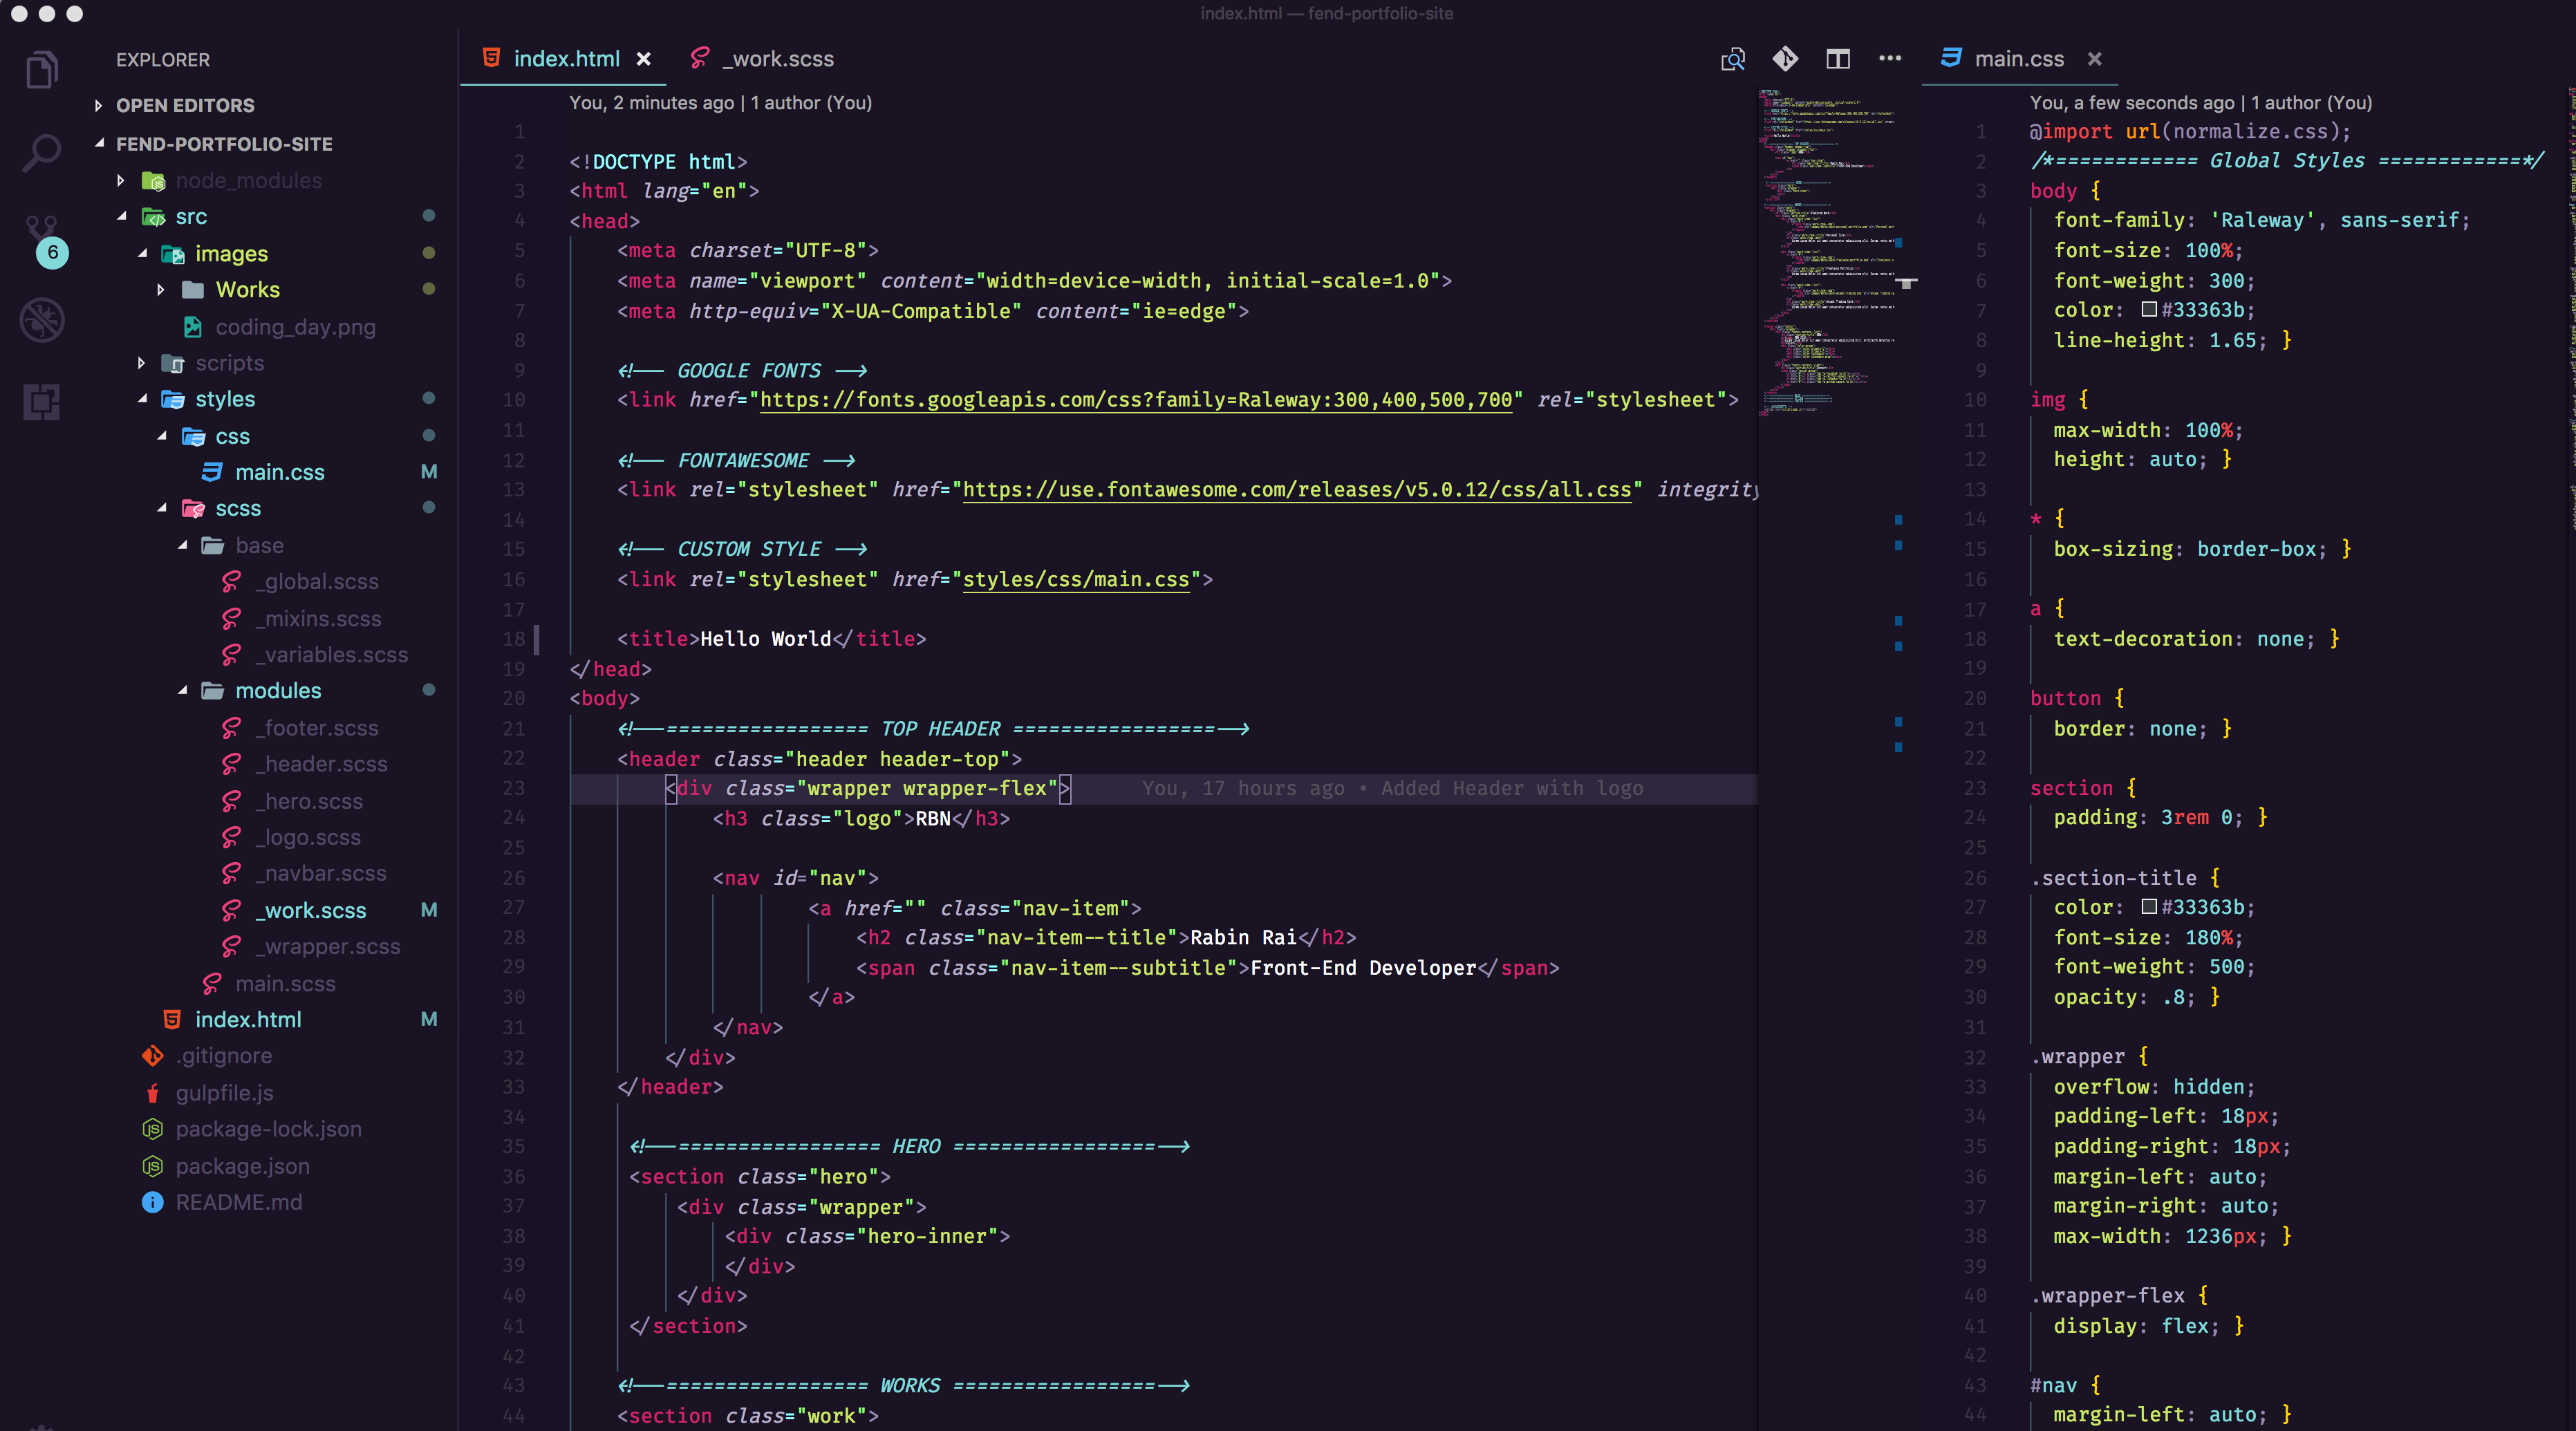 index.html — fend-portfolio-site
EXPLORER
OPEN EDITORS
FEND-PORTFOLIO-SITE
node_modules
src
6
images
Works
coding_day.png
scripts
styles
css
main.css M
scss
base
_global.scss
_mixins.scss
_variables.scss
modules
_footer.scss
_header.scss
_hero.scss
_logo.scss
_navbar.scss
_work.scss M
_wrapper.scss
main.scss
index.html M
.gitignore
gulpfile.js
package-lock.json
package.json
README.md
index.html _work.scss
You, 2 minutes ago | 1 author (You)
1
2 <!DOCTYPE html>
3 <html lang="en">
4 <head>
5 <meta charset="UTF-8">
6 <meta name="viewport" content="width=device-width, initial-scale=1.0">
7 <meta http-equiv="X-UA-Compatible" content="ie=edge">
8
9 <!-- GOOGLE FONTS -->
10 <link href="https://fonts.googleapis.com/css?family=Raleway:300,400,500,700" rel="stylesheet">
11
12 <!-- FONTAWESOME -->
13 <link rel="stylesheet" href="https://use.fontawesome.com/releases/v5.0.12/css/all.css" integrity
14
15 <!-- CUSTOM STYLE -->
16 <link rel="stylesheet" href="styles/css/main.css">
17
18 <title>Hello World</title>
19 </head>
20 <body>
21 <!--================= TOP HEADER =================-->
22 <header class="header header-top">
23 <div class="wrapper wrapper-flex"> You, 17 hours ago • Added Header with logo
24 <h3 class="logo">RBN</h3>
25
26 <nav id="nav">
27 <a href="" class="nav-item">
28 <h2 class="nav-item--title">Rabin Rai</h2>
29 <span class="nav-item--subtitle">Front-End Developer</span>
30 </a>
31 </nav>
32 </div>
33 </header>
34
35 <!--================= HERO =================-->
36 <section class="hero">
37 <div class="wrapper">
38 <div class="hero-inner">
39 </div>
40 </div>
41 </section>
42
43 <!--================= WORKS =================-->
44 <section class="work">
main.css
You, a few seconds ago | 1 author (You)
1 @import url(normalize.css);
2 /*============ Global Styles ============*/
3 body {
4 font-family: 'Raleway', sans-serif;
5 font-size: 100%;
6 font-weight: 300;
7 color: #33363b;
8 line-height: 1.65; }
9
10 img {
11 max-width: 100%;
12 height: auto; }
13
14 * {
15 box-sizing: border-box; }
16
17 a {
18 text-decoration: none; }
19
20 button {
21 border: none; }
22
23 section {
24 padding: 3rem 0; }
25
26 .section-title {
27 color: #33363b;
28 font-size: 180%;
29 font-weight: 500;
30 opacity: .8; }
31
32 .wrapper {
33 overflow: hidden;
34 padding-left: 18px;
35 padding-right: 18px;
36 margin-left: auto;
37 margin-right: auto;
38 max-width: 1236px; }
39
40 .wrapper-flex {
41 display: flex; }
42
43 #nav {
44 margin-left: auto; }